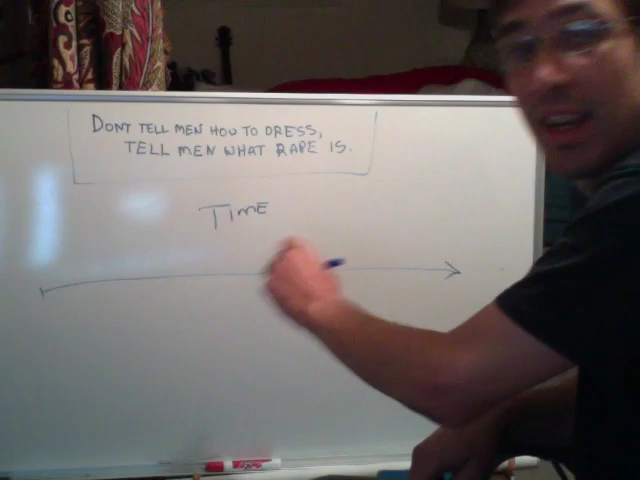 DONT TELL MEN HOW TO DRESS,
TELL MEN WHAT RAPE IS.
TIME